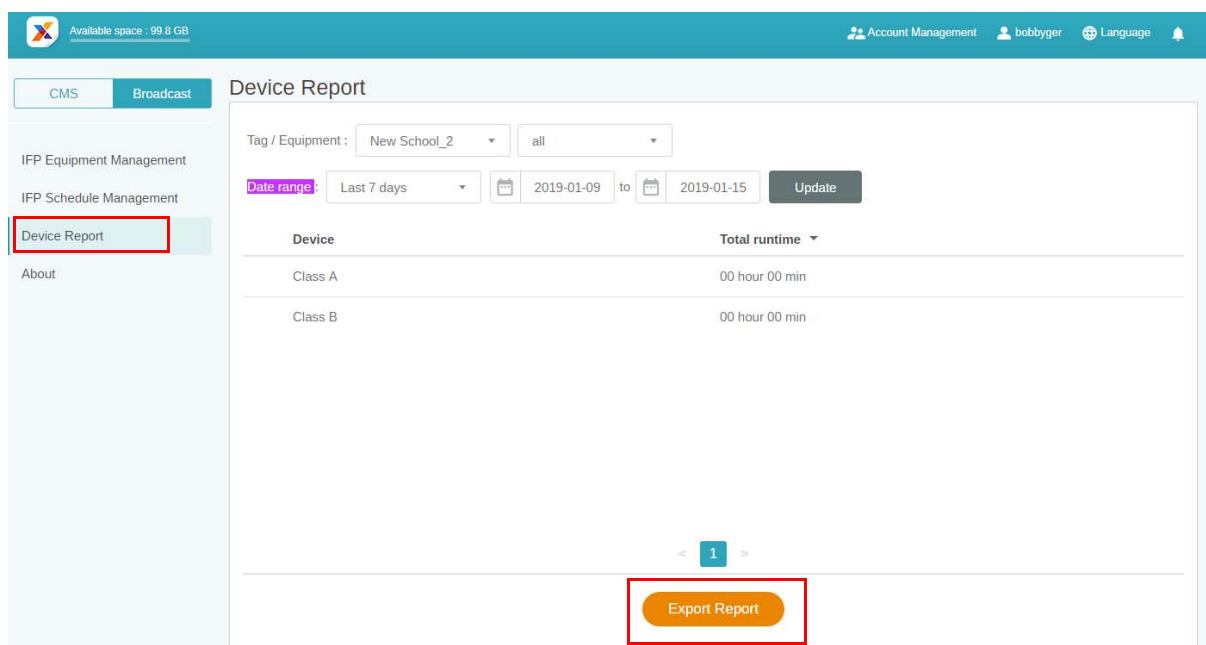 Available space : 99.8 GB
Account Management bobbyger Language
CMS Broadcast
IFP Equipment Management
IFP Schedule Management
Device Report
About
Device Report
Tag / Equipment : New School_2 all
Date range : Last 7 days 2019-01-09 to 2019-01-15 Update
Device Total runtime
Class A 00 hour 00 min
Class B 00 hour 00 min
< 1 >
Export Report